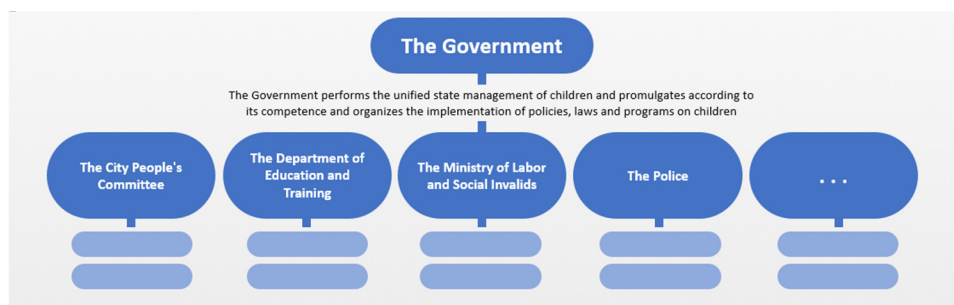 The Government
The Government performs the unified state management of children and promulgates according to
its competence and organizes the implementation of policies, laws and programs on children
The City People's
Committee
The Department of
Education and
Training
The Ministry of Labor
and Social Invalids
The Police
. . .